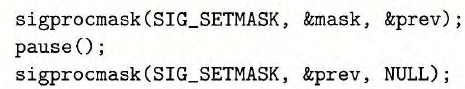 sigprocmask(SIG_SETMASK, &mask, &prev);
pause();
sigprocmask(SIG_SETMASK, &prev, NULL);